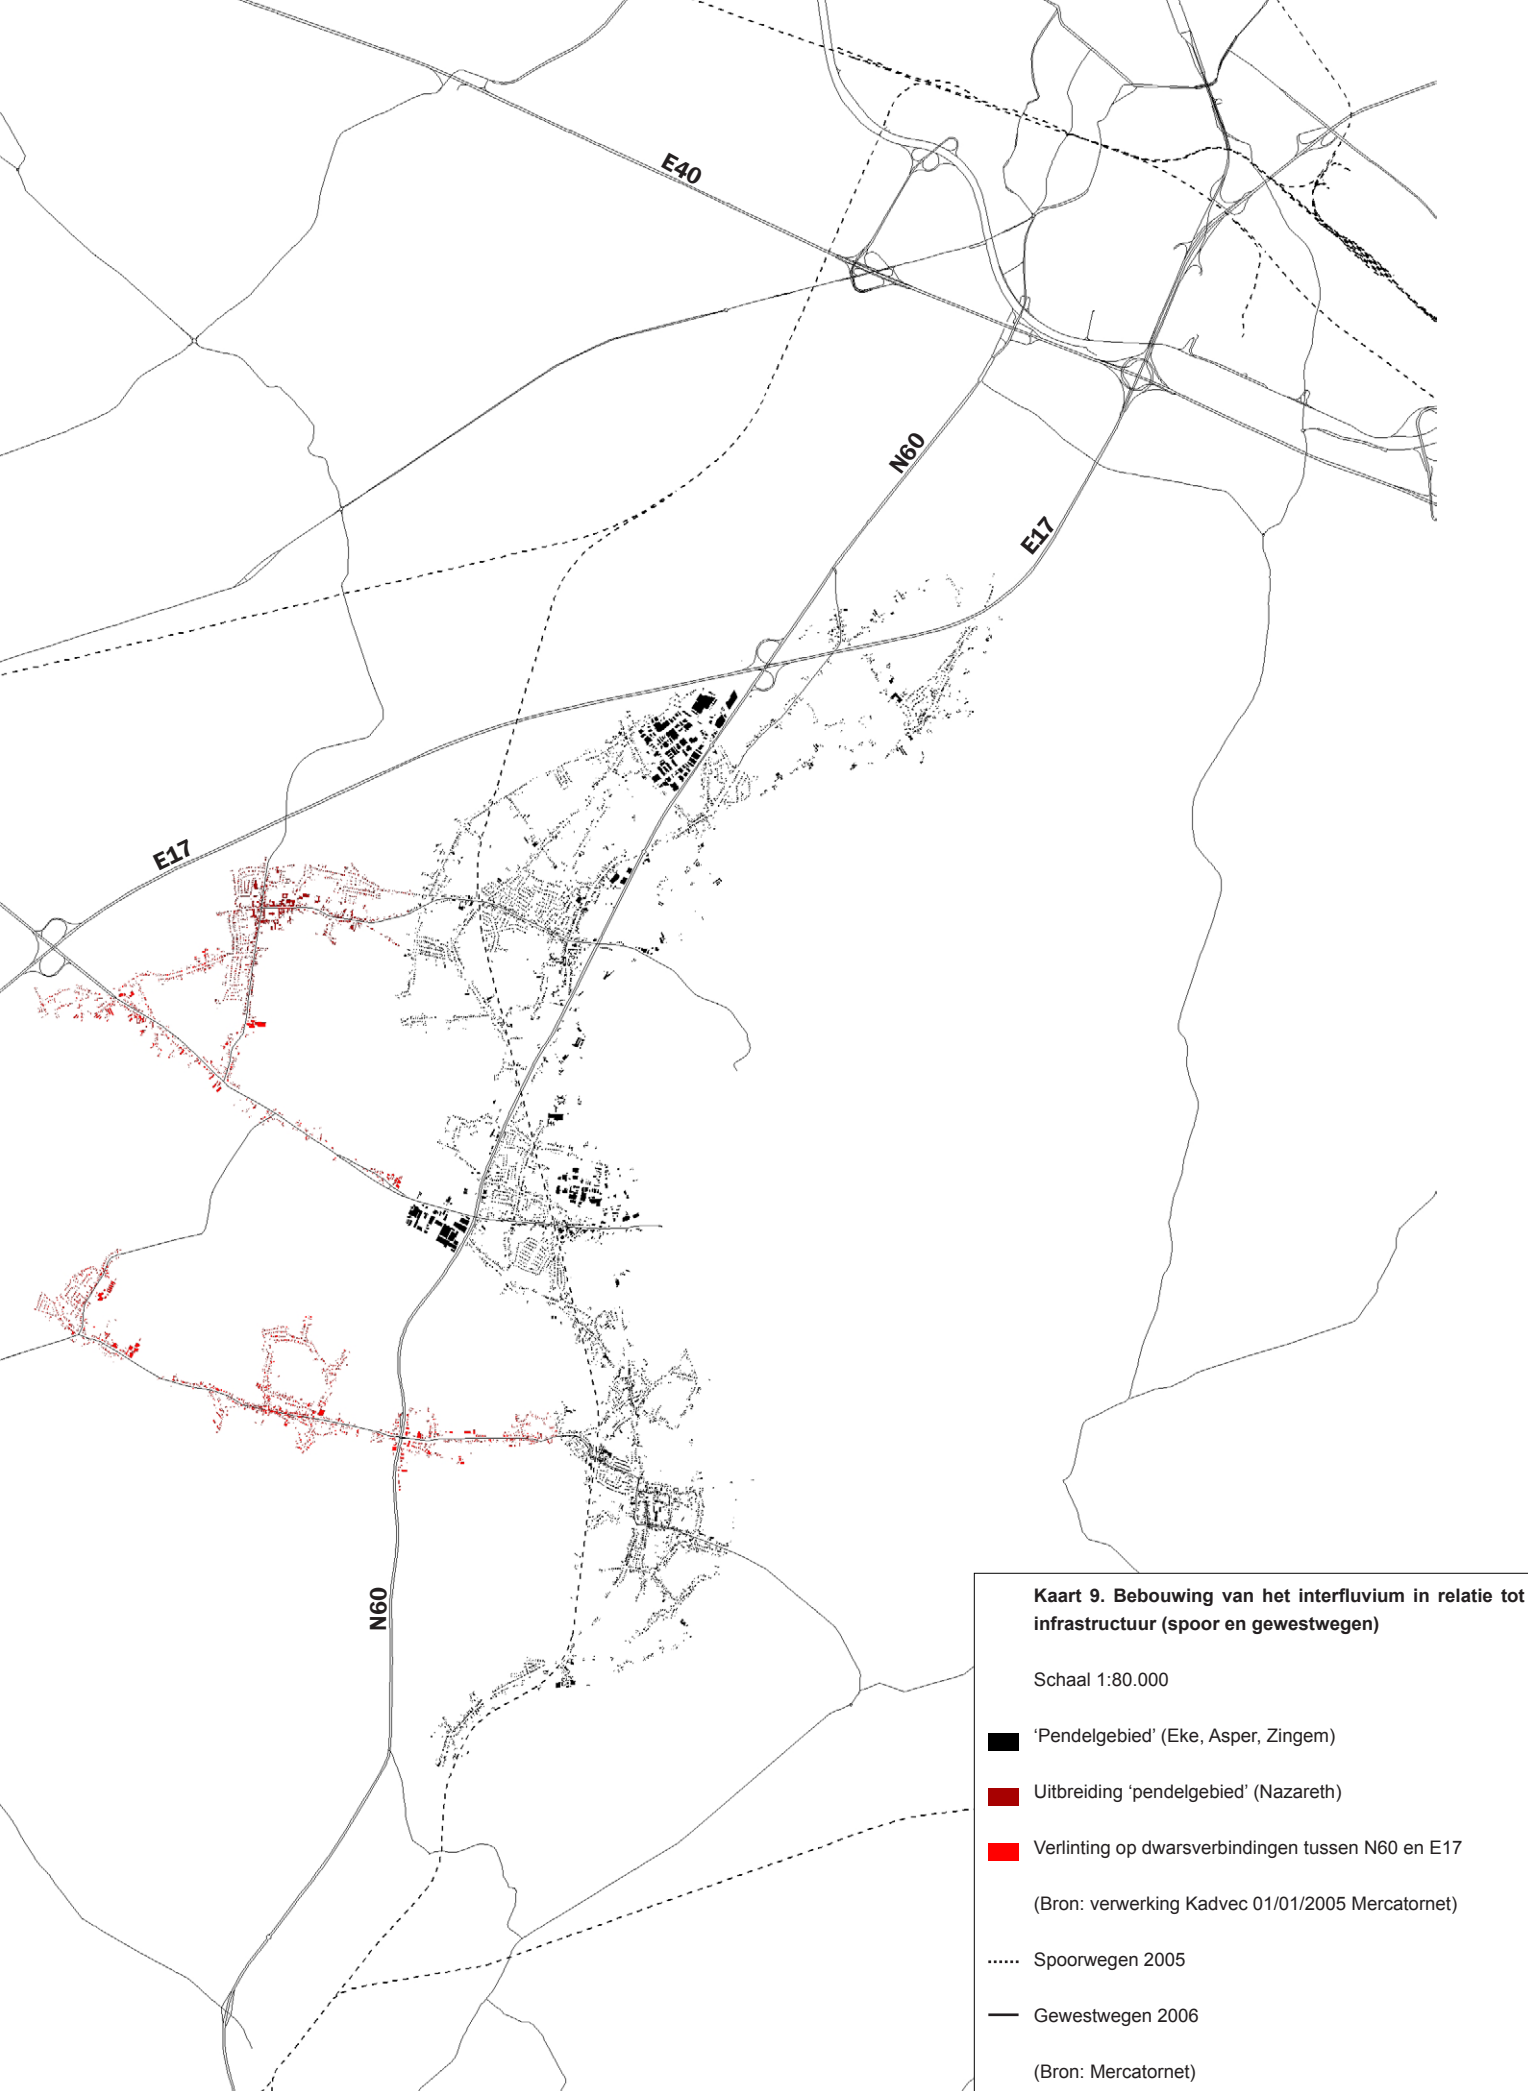 E40
N60
E17
E17
N60
Kaart 9. Bebouwing van het interfluvium in relatie tot
infrastructuur (spoor en gewestwegen)
Schaal 1:80.000
‘Pendelgebied’ (Eke, Asper, Zingem)
Uitbreiding ‘pendelgebied’ (Nazareth)
Verlinting op dwarsverbindingen tussen N60 en E17
(Bron: verwerking Kadvec 01/01/2005 Mercatornet)
Spoorwegen 2005
Gewestwegen 2006
(Bron: Mercatornet)